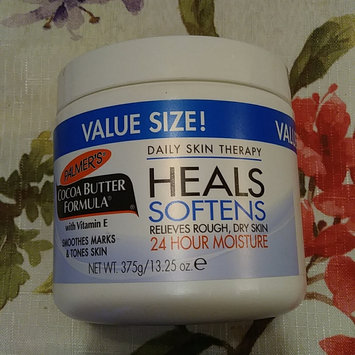 VALUE SIZE!
VAL
PALMER'S
COCOA BUTTER
FORMULA®
with Vitamin E
SMOOTHES MARKS
& TONES SKIN
DAILY SKIN THERAPY
HEALS
SOFTENS
RELIEVES ROUGH, DRY SKIN
24 HOUR MOISTURE
NET WT. 375g/13.25 oz.℮